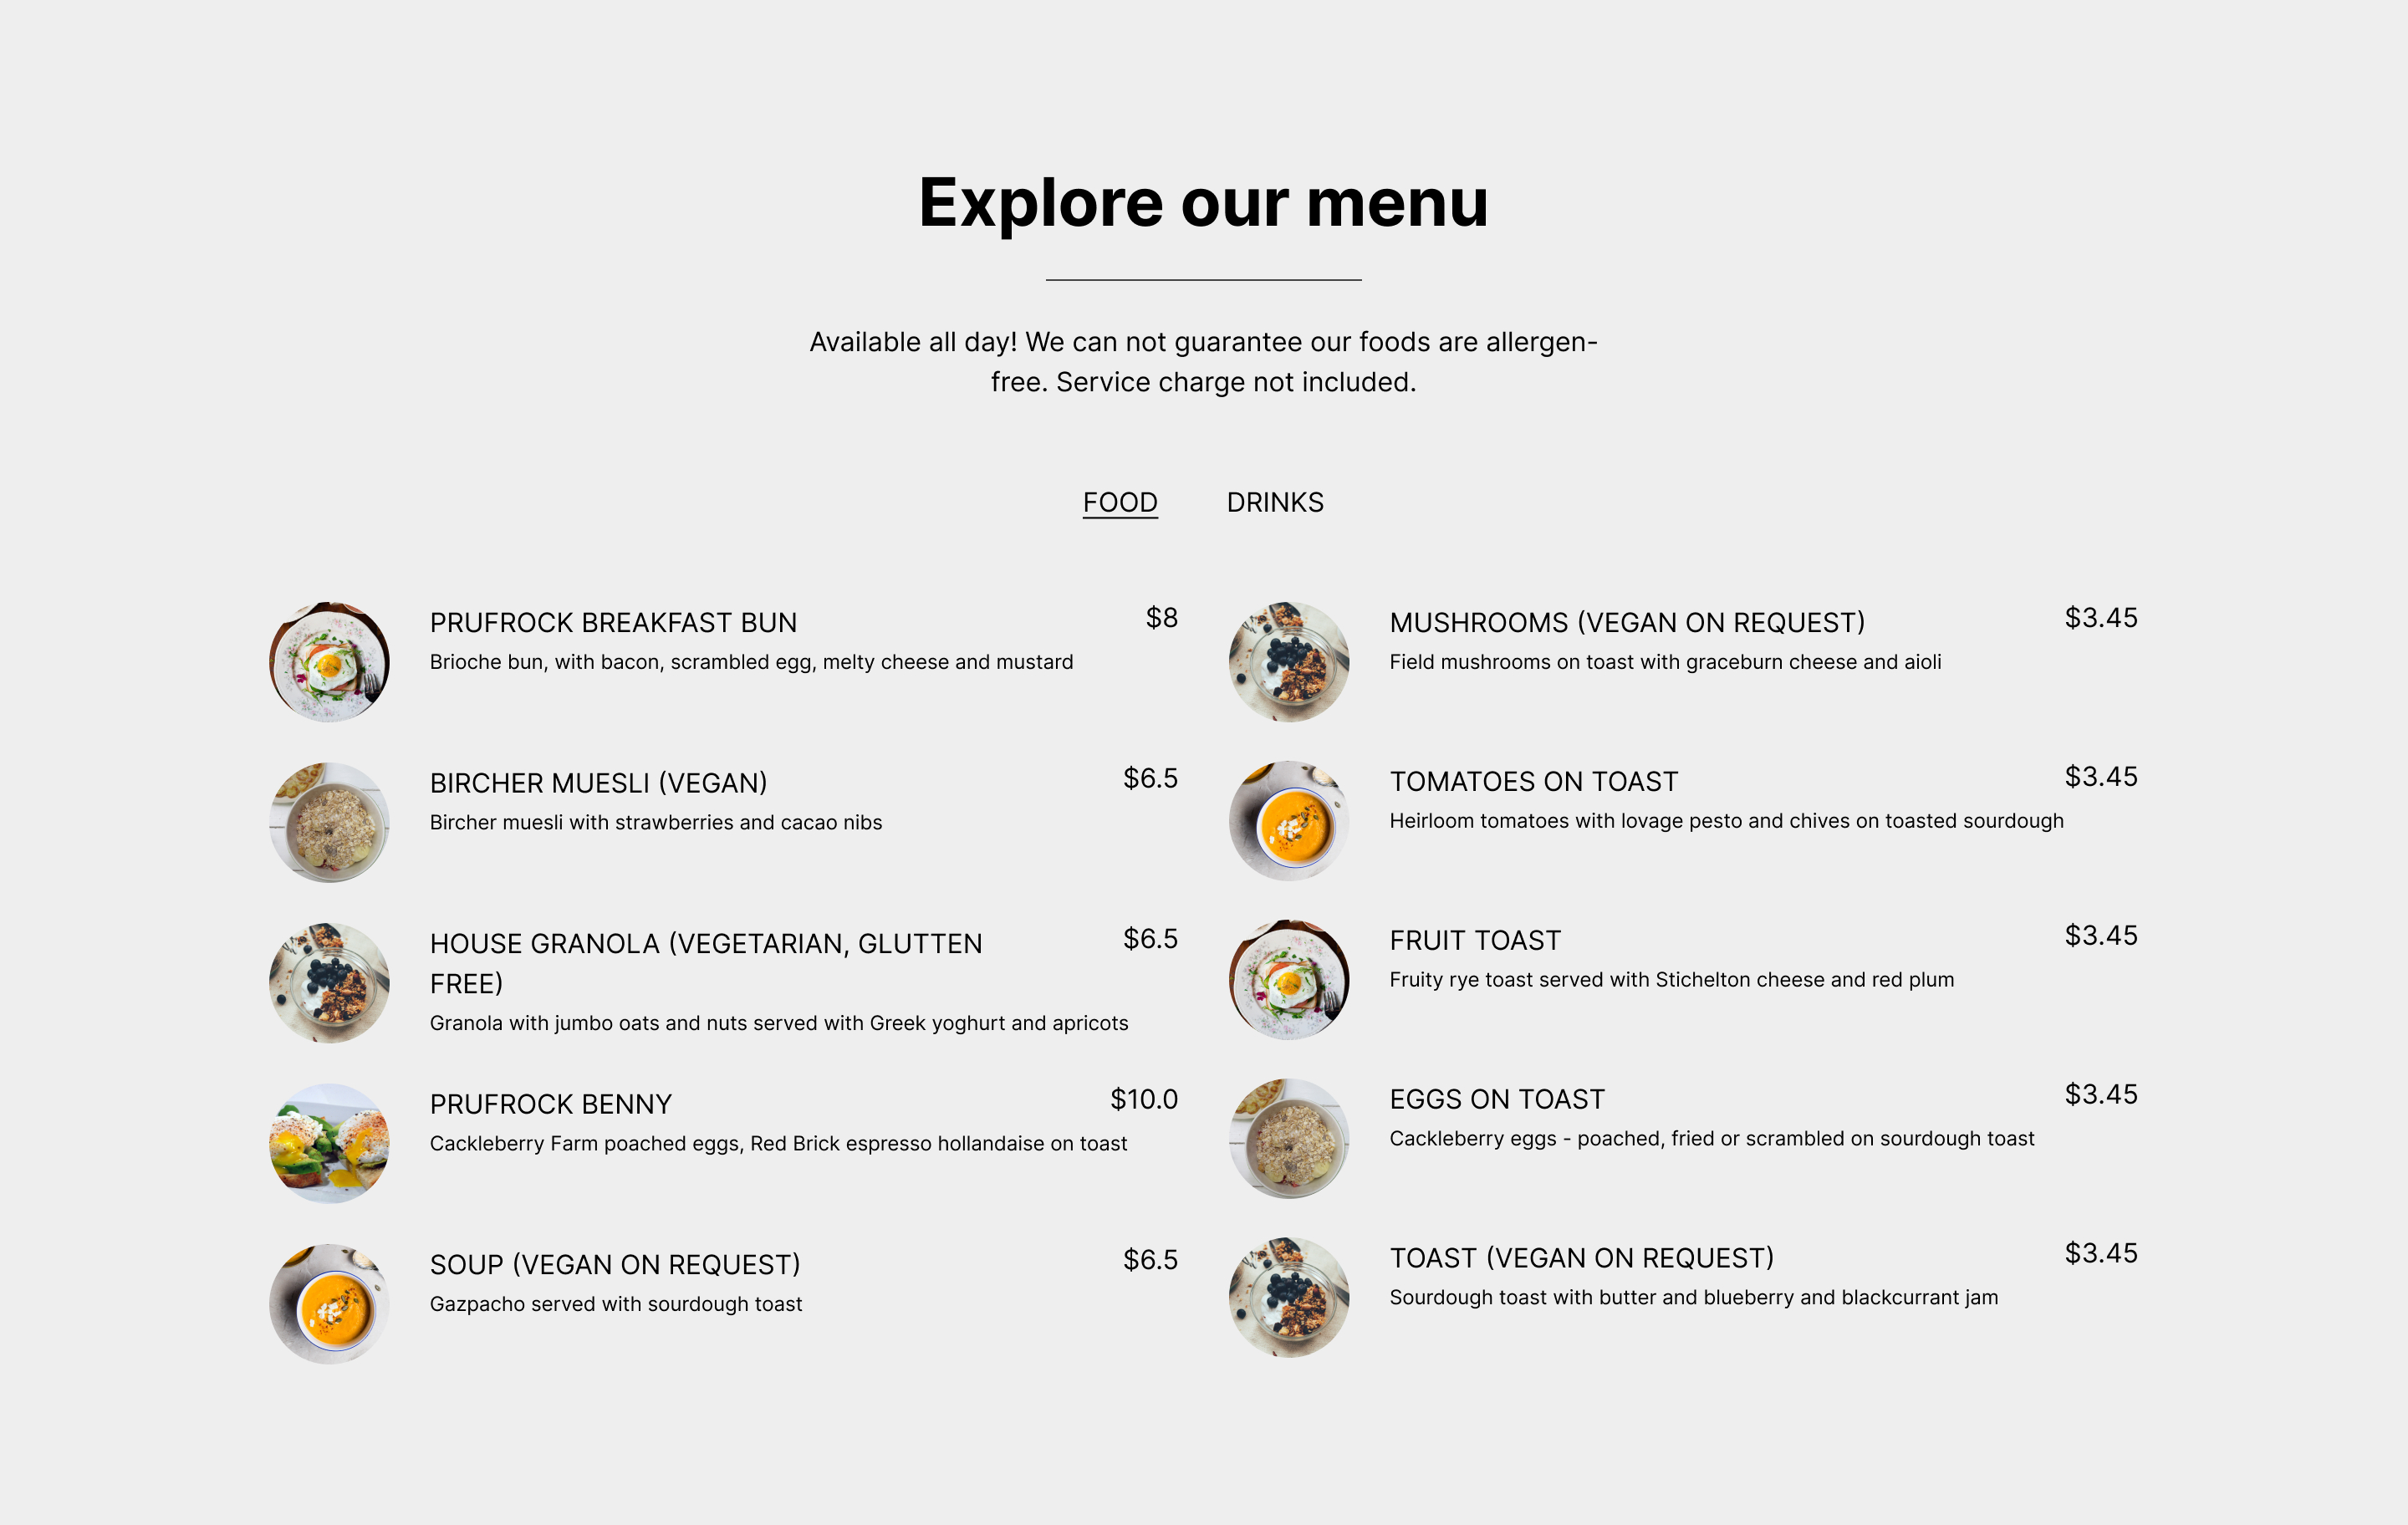 Explore our menu
Available all day! We can not guarantee our foods are allergen-
free. Service charge not included.
FOOD
DRINKS
PRUFROCK BREAKFAST BUN
$8
Brioche bun, with bacon, scrambled egg, melty cheese and mustard
BIRCHER MUESLI (VEGAN)
$6.5
Bircher muesli with strawberries and cacao nibs
HOUSE GRANOLA (VEGETARIAN, GLUTTEN
FREE)
$6.5
Granola with jumbo oats and nuts served with Greek yoghurt and apricots
PRUFROCK BENNY
$10.0
Cackleberry Farm poached eggs, Red Brick espresso hollandaise on toast
SOUP (VEGAN ON REQUEST)
$6.5
Gazpacho served with sourdough toast
MUSHROOMS (VEGAN ON REQUEST)
$3.45
Field mushrooms on toast with graceburn cheese and aioli
TOMATOES ON TOAST
$3.45
Heirloom tomatoes with lovage pesto and chives on toasted sourdough
FRUIT TOAST
$3.45
Fruity rye toast served with Stichelton cheese and red plum
EGGS ON TOAST
$3.45
Cackleberry eggs - poached, fried or scrambled on sourdough toast
TOAST (VEGAN ON REQUEST)
$3.45
Sourdough toast with butter and blueberry and blackcurrant jam